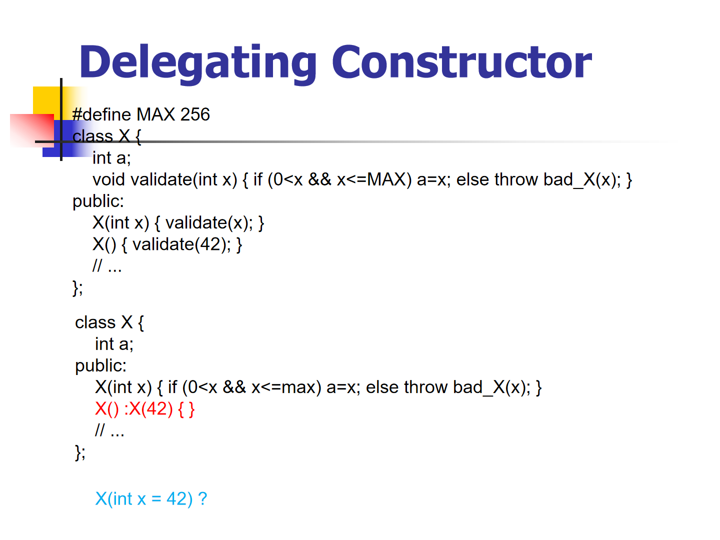 Delegating Constructor
#define MAX 256
class X {
int a;
void validate(int x) { if (0<x && x<=MAX) a=x; else throw bad_X(x); }
public:
X(int x) { validate(x); }
X() { validate(42); }
// ...
};
class X {
int a;
public:
X(int x) { if (0<x && x<=max) a=x; else throw bad_X(x); }
X() :X(42) { }
// ...
};
X(int x = 42) ?